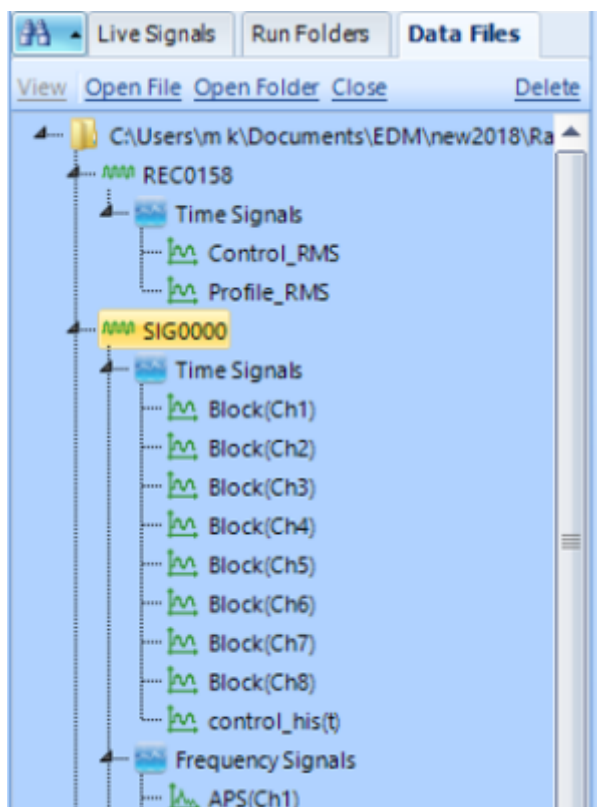 Live Signals Run Folders Data Files
View Open File Open Folder Close Delete
C:\Users\m k\Documents\EDM\new2018\Ra
REC0158
Time Signals
Control_RMS
Profile_RMS
SIG0000
Time Signals
Block(Ch1)
Block(Ch2)
Block(Ch3)
Block(Ch4)
Block(Ch5)
Block(Ch6)
Block(Ch7)
Block(Ch8)
control_his(t)
Frequency Signals
APS(Ch1)